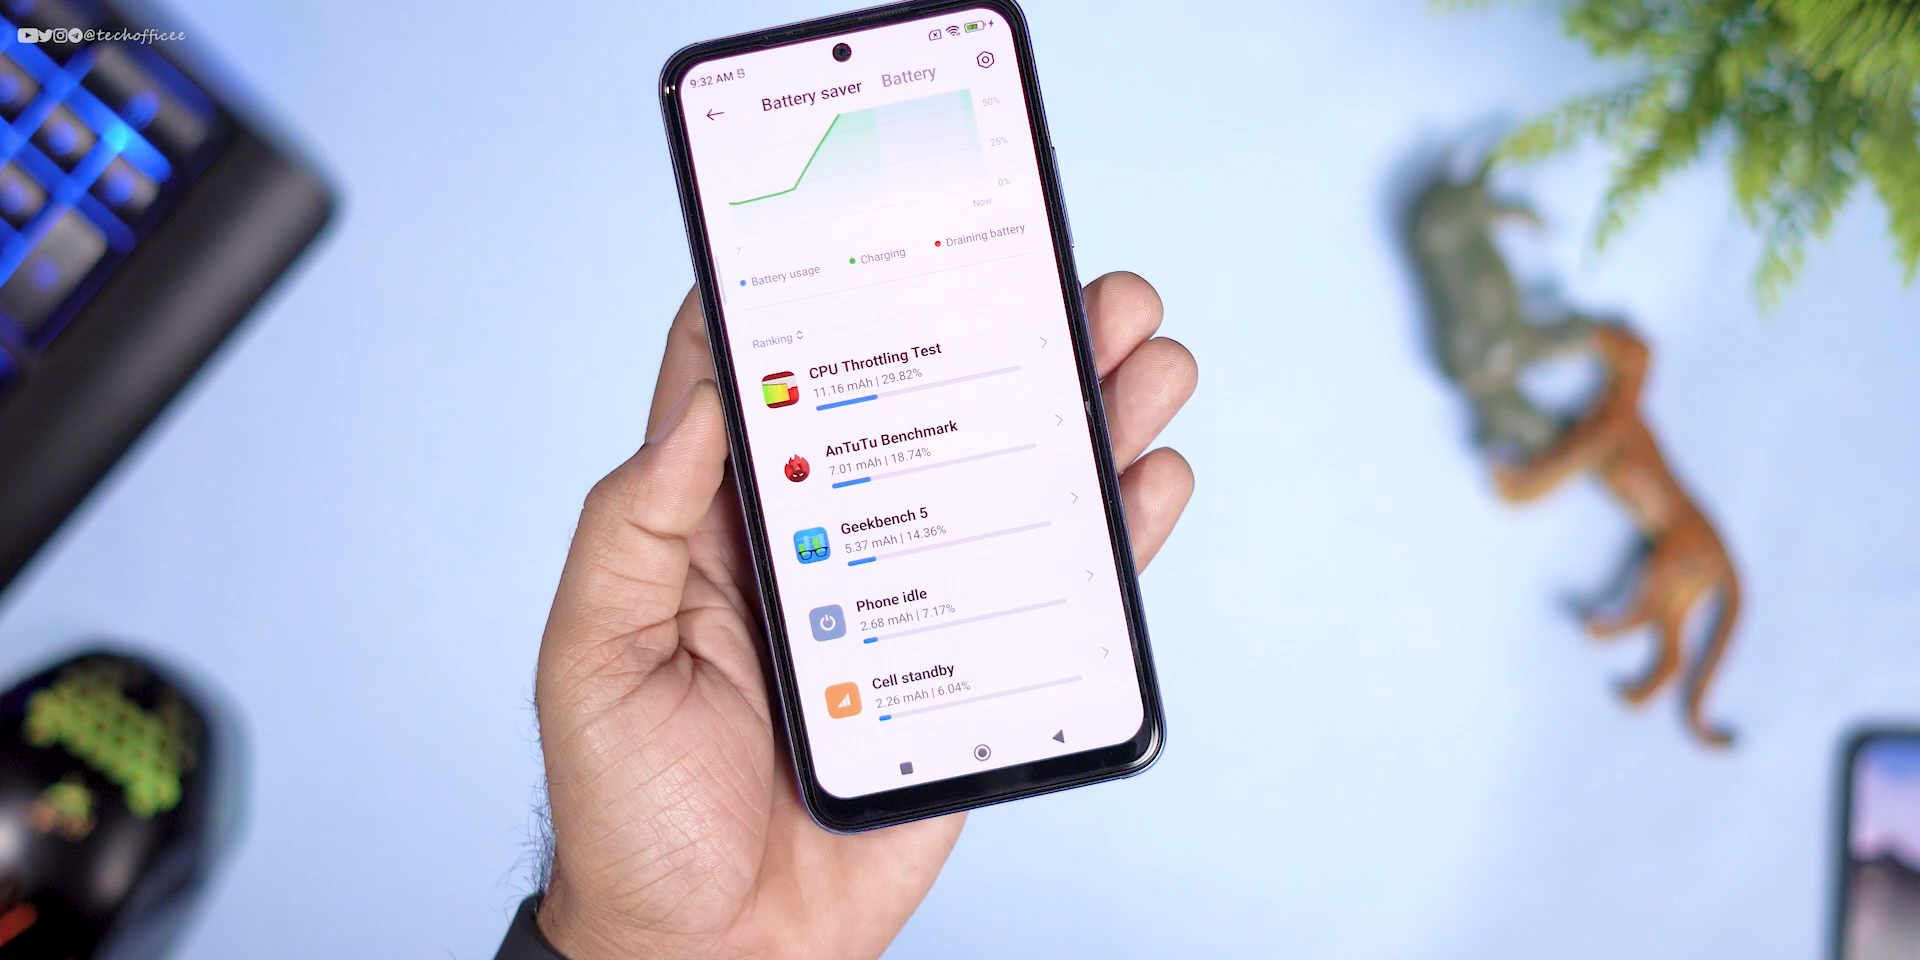 @techofficee
9:32 AM
Battery saver Battery
50%
25%
0%
Now
7
Battery usage Charging Draining battery
Ranking
CPU Throttling Test
11.16 mAh | 29.82%
AnTuTu Benchmark
7.01 mAh | 18.74%
Geekbench 5
5.37 mAh | 14.36%
Phone idle
2.68 mAh | 7.17%
Cell standby
2.26 mAh | 6.04%